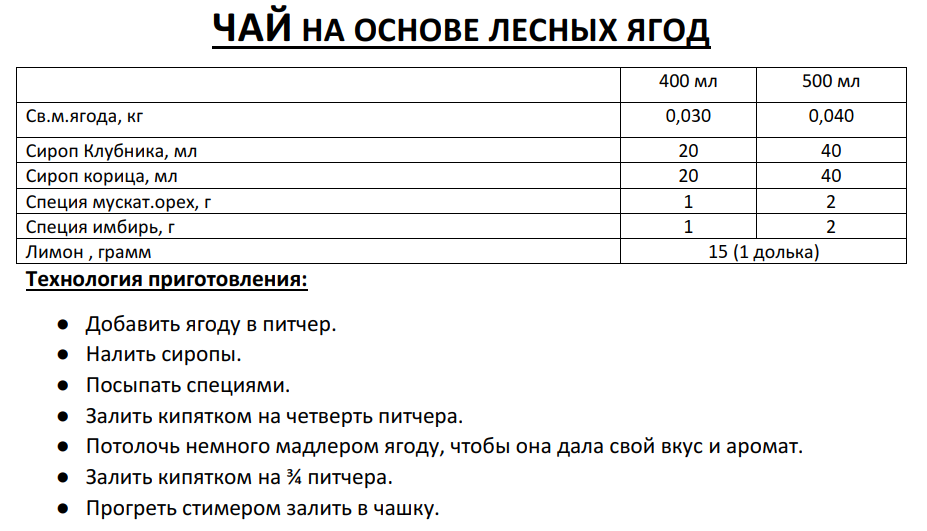 ЧАЙ НА ОСНОВЕ ЛЕСНЫХ ЯГОД
400 мл 500 мл
Св.м.ягода, кг 0,030 0,040
Сироп Клубника, мл 20 40
Сироп корица, мл 20 40
Специя мускат.орех, г 1 2
Специя имбирь, г 1 2
Лимон , грамм 15 (1 долька)
Технология приготовления:
● Добавить ягоду в питчер.
● Налить сиропы.
● Посыпать специями.
● Залить кипятком на четверть питчера.
● Потолочь немного мадлером ягоду, чтобы она дала свой вкус и аромат.
● Залить кипятком на ¾ питчера.
● Прогреть стимером залить в чашку.